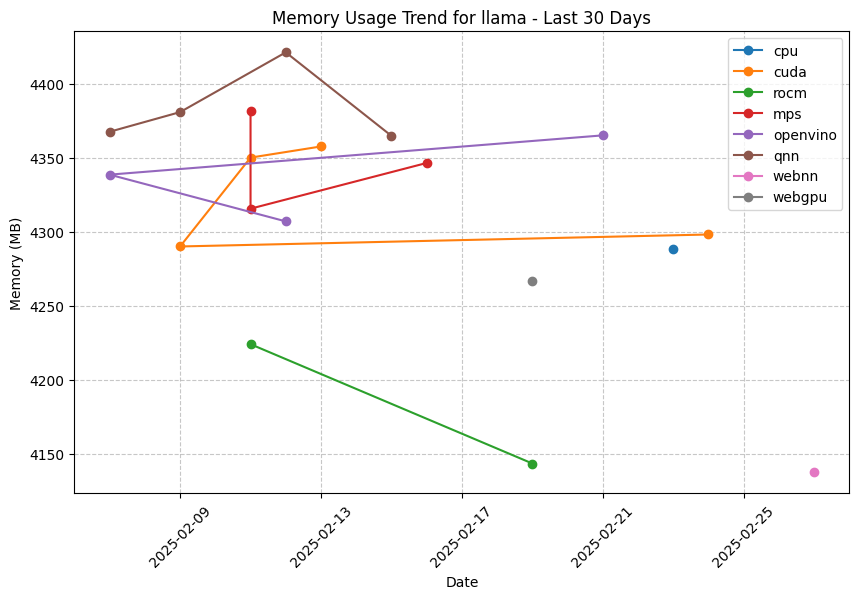 Memory Usage Trend for llama - Last 30 Days
cpu
cuda
rocm
mps
openvino
qnn
webnn
webgpu
Memory (MB)
4400
4350
4300
4250
4200
4150
2025-02-09
2025-02-13
2025-02-17
2025-02-21
2025-02-25
Date